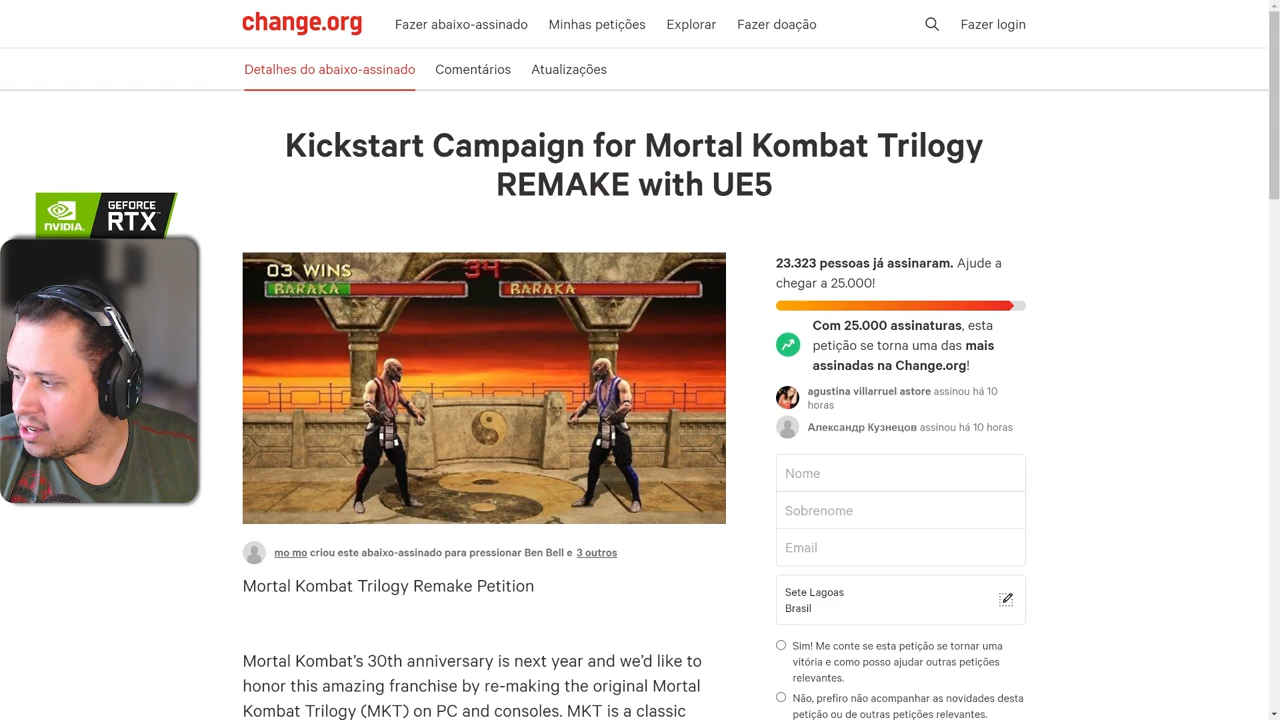 change.org
Fazer abaixo-assinado
Minhas petições
Explorar
Fazer doação
Fazer login
Detalhes do abaixo-assinado
Comentários
Atualizações
Kickstart Campaign for Mortal Kombat Trilogy
REMAKE with UE5
NVIDIA.
GEFORCE
RTX
03 WINS
34
BARAKA
BARAKA
23.323 pessoas já assinaram. Ajude a
chegar a 25.000!
Com 25.000 assinaturas, esta
petição se torna uma das mais
assinadas na Change.org!
agustina villarruel astore assinou há 10
horas
Александр Кузнецов assinou há 10 horas
Nome
Sobrenome
Email
Sete Lagoas
Brasil
Sim! Me conte se esta petição se tornar uma
vitória e como posso ajudar outras petições
relevantes.
Não, prefiro não acompanhar as novidades desta
petição ou de outras petições relevantes.
mo mo criou este abaixo-assinado para pressionar Ben Bell e 3 outros
Mortal Kombat Trilogy Remake Petition
Mortal Kombat’s 30th anniversary is next year and we’d like to
honor this amazing franchise by re-making the original Mortal
Kombat Trilogy (MKT) on PC and consoles. MKT is a classic